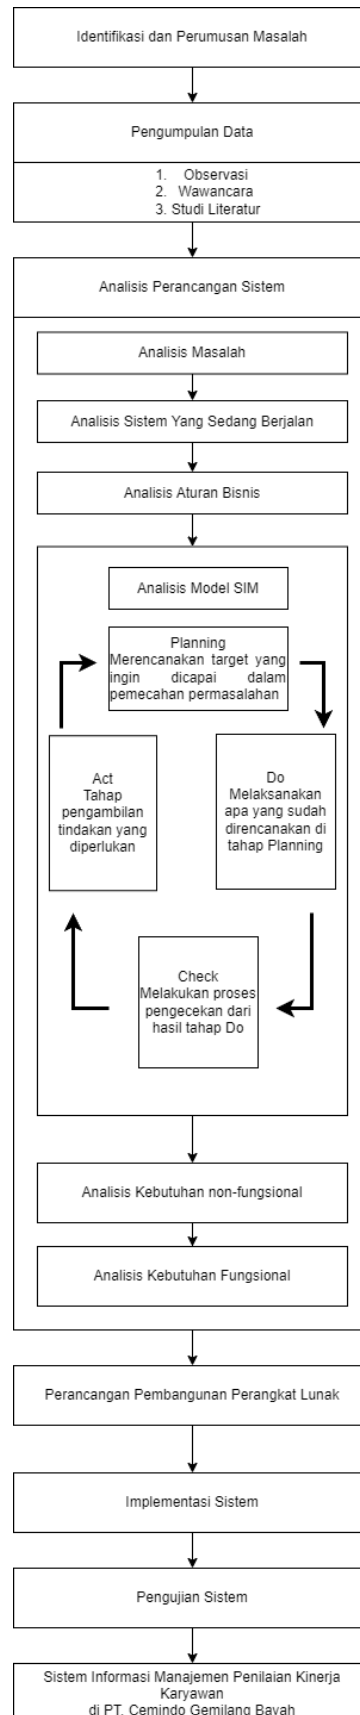 Identifikasi dan Perumusan Masalah
Pengumpulan Data
1. Observasi
2. Wawancara
3. Studi Literatur
Analisis Perancangan Sistem
Analisis Masalah
Analisis Sistem Yang Sedang Berjalan
Analisis Aturan Bisnis
Analisis Model SIM
Planning
Merencanakan target yang
ingin dicapai dalam
pemecahan permasalahan
Act
Tahap
pengambilan
tindakan yang
diperlukan
Do
Melaksanakan
apa yang sudah
direncanakan di
tahap Planning
Check
Melakukan proses
pengecekan dari
hasil tahap Do
Analisis Kebutuhan non-fungsional
Analisis Kebutuhan Fungsional
Perancangan Pembangunan Perangkat Lunak
Implementasi Sistem
Pengujian Sistem
Sistem Informasi Manajemen Penilaian Kinerja
Karyawan
di PT. Cemindo Gemilang Bayah